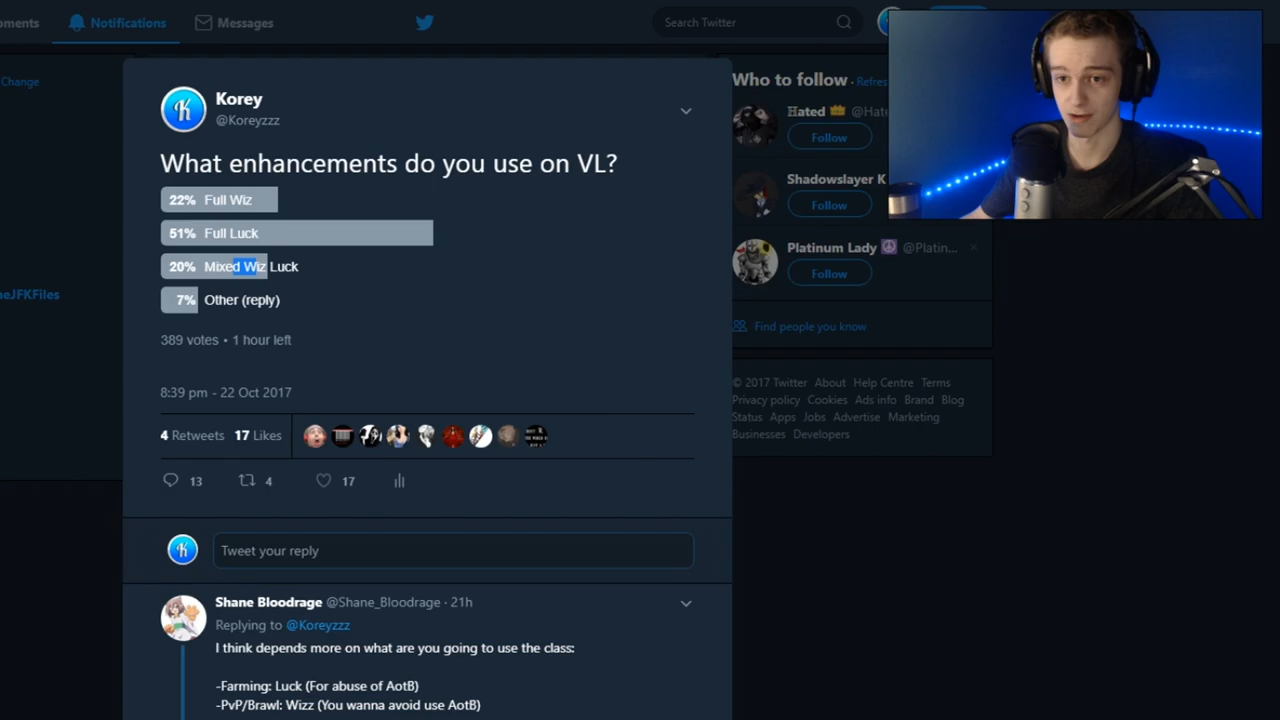 oments
Notifications
Messages
Search Twitter
Change
neJFKFiles
Korey
@Koreyzzz
What enhancements do you use on VL?
22% Full Wiz
51% Full Luck
20% Mixed Wiz Luck
7% Other (reply)
389 votes • 1 hour left
8:39 pm - 22 Oct 2017
4 Retweets 17 Likes
13 4 17
Tweet your reply
Shane Bloodrage @Shane_Bloodrage · 21h
Replying to @Koreyzzz
I think depends more on what are you going to use the class:
-Farming: Luck (For abuse of AotB)
-PvP/Brawl: Wizz (You wanna avoid use AotB)
Who to follow · Refres
Hated @Hate
Follow
Shadowslayer K
Follow
Platinum Lady @Platin...
Follow
Find people you know
© 2017 Twitter About Help Centre Terms
Privacy policy Cookies Ads info Brand Blog
Status Apps Jobs Advertise Marketing
Businesses Developers